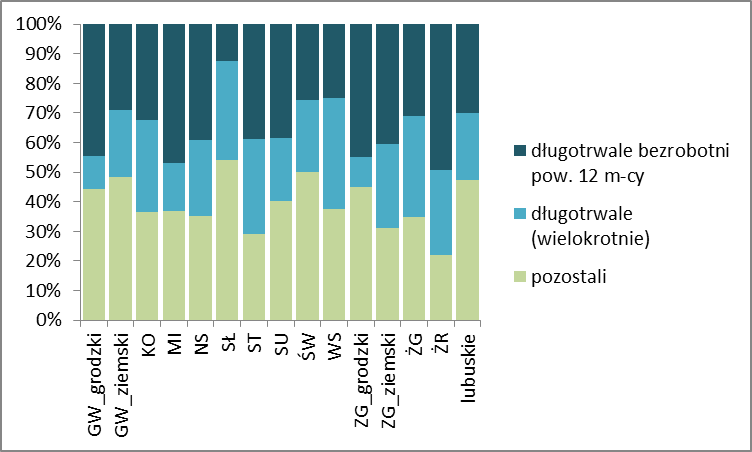 100%
90%
80%
70%
60%
50%
40%
30%
20%
10%
0%
GW_grodzki
GW_ziemski
KO
MI
NS
SŁ
ST
SU
ŚW
WS
ZG_grodzki
ZG_ziemski
ŻG
ŻR
lubuskie
długotrwale bezrobotni
pow. 12 m-cy
długotrwale
(wielokrotnie)
pozostali